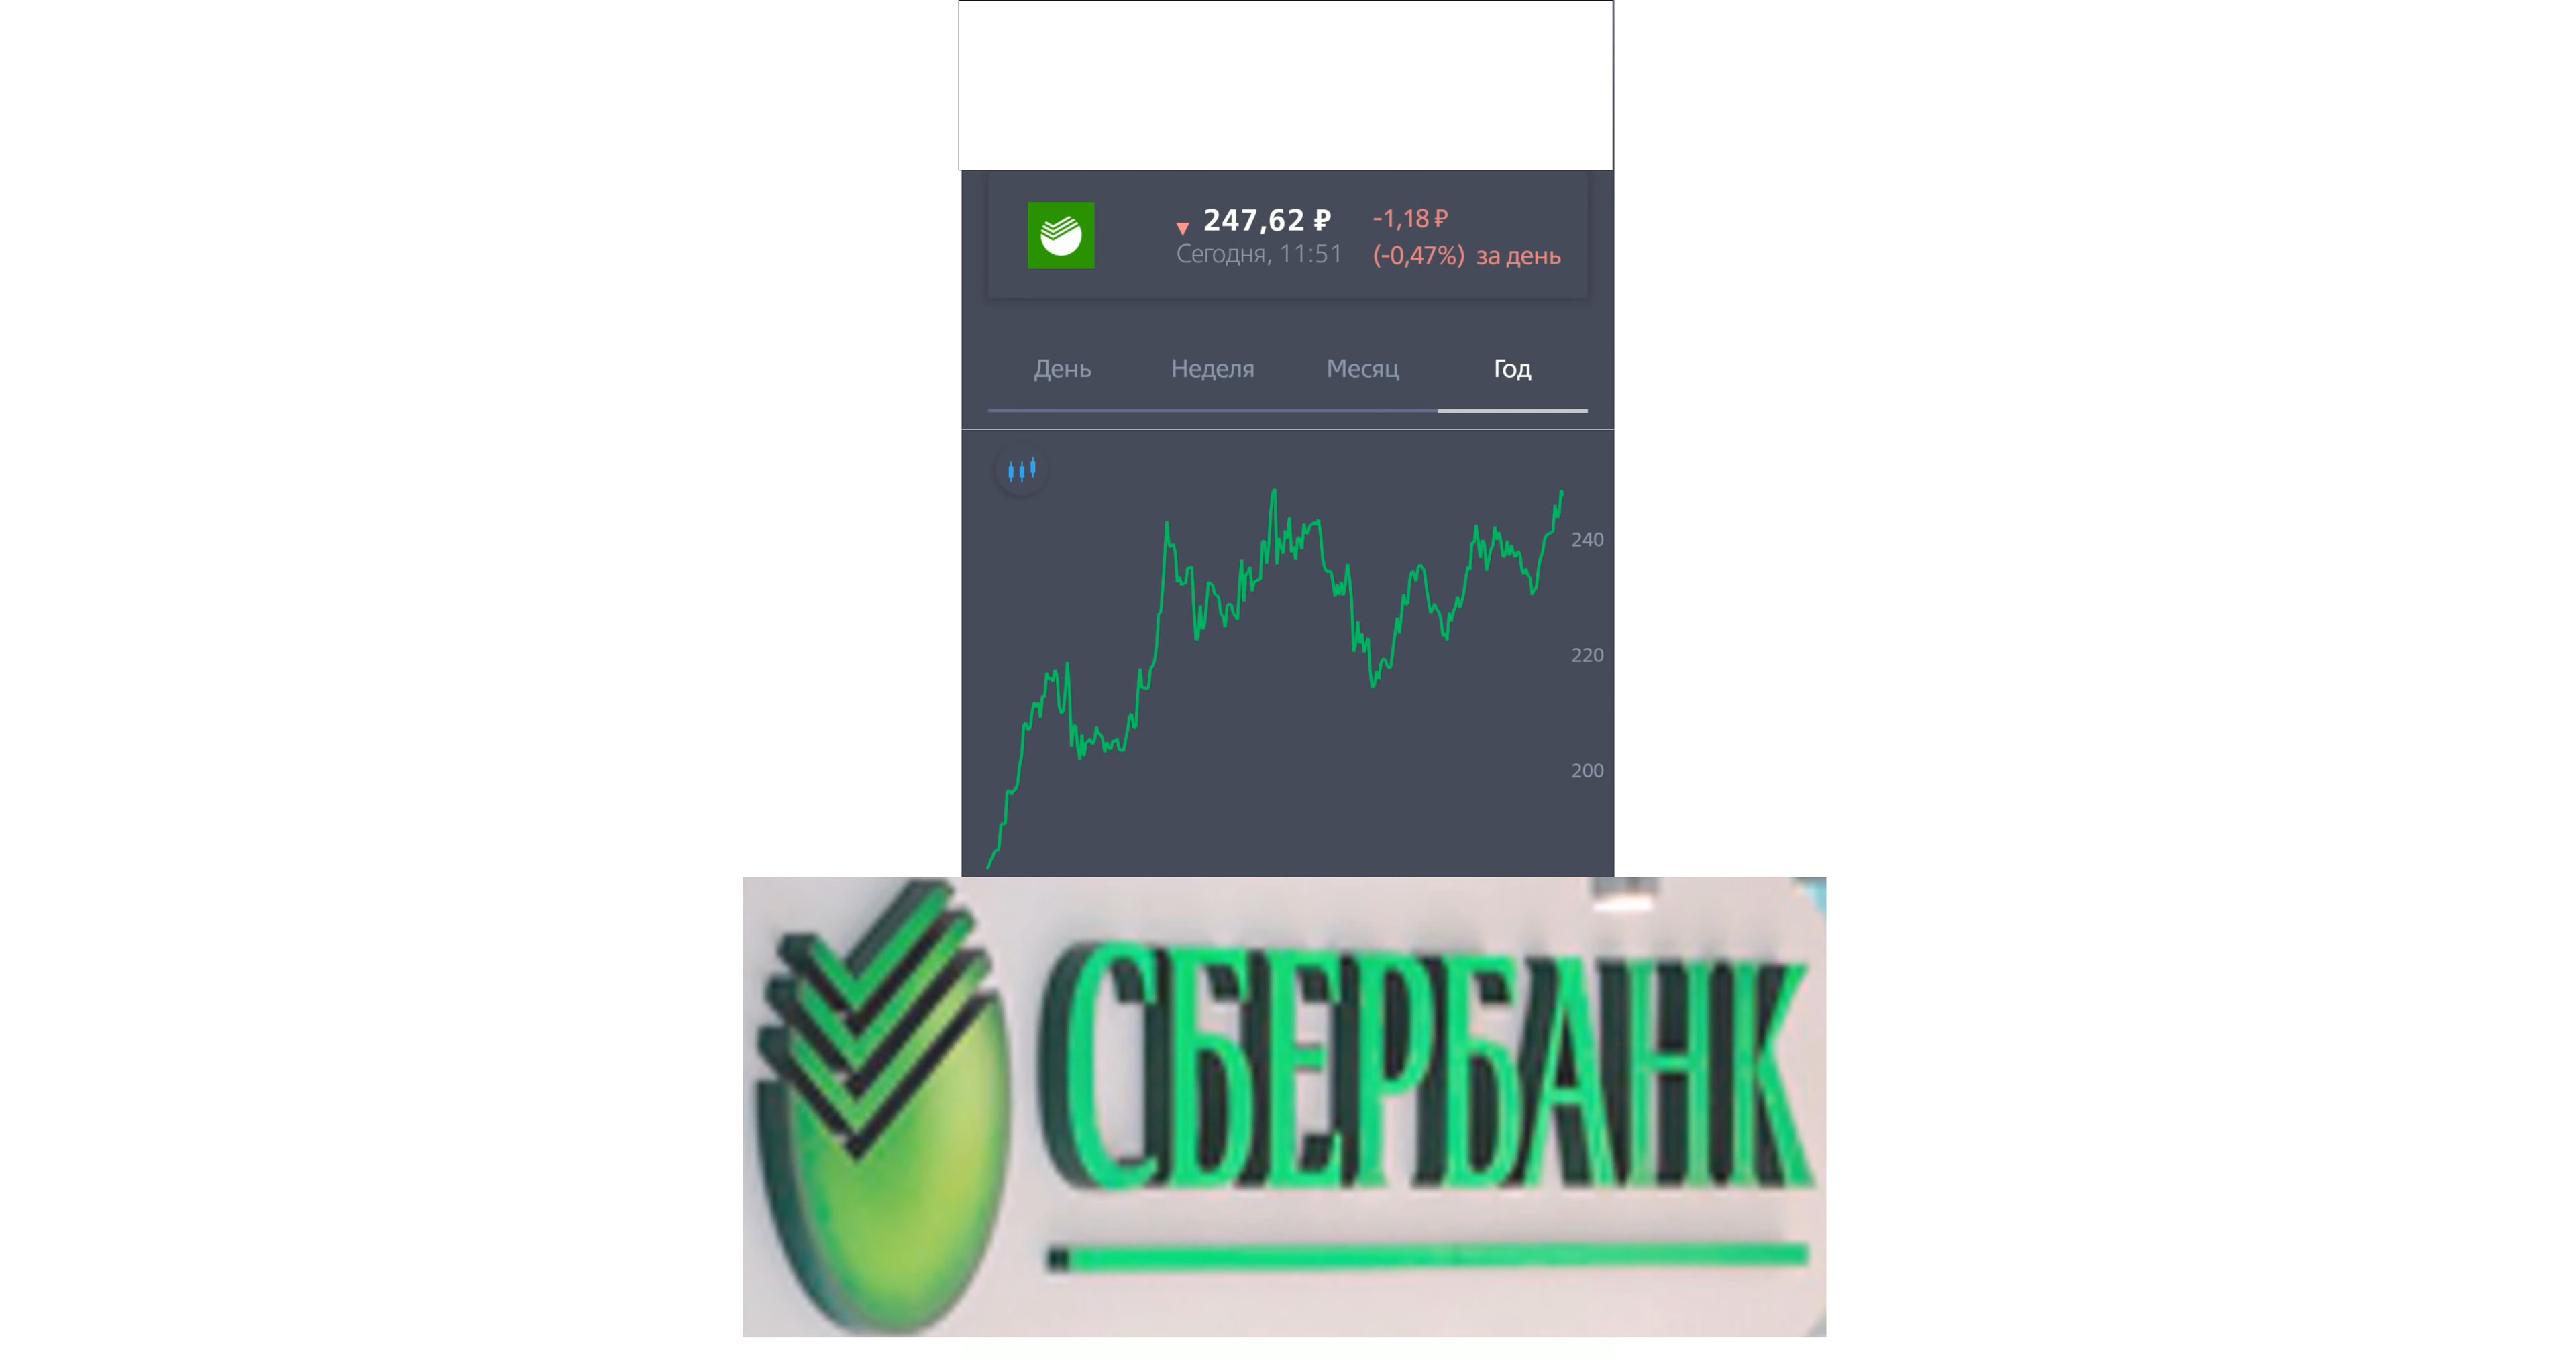 247,62 ₽
-1,18 ₽
Сегодня, 11:51
(-0,47%) за день
День Неделя Месяц Год
240
220
200
СБЕРБАНК